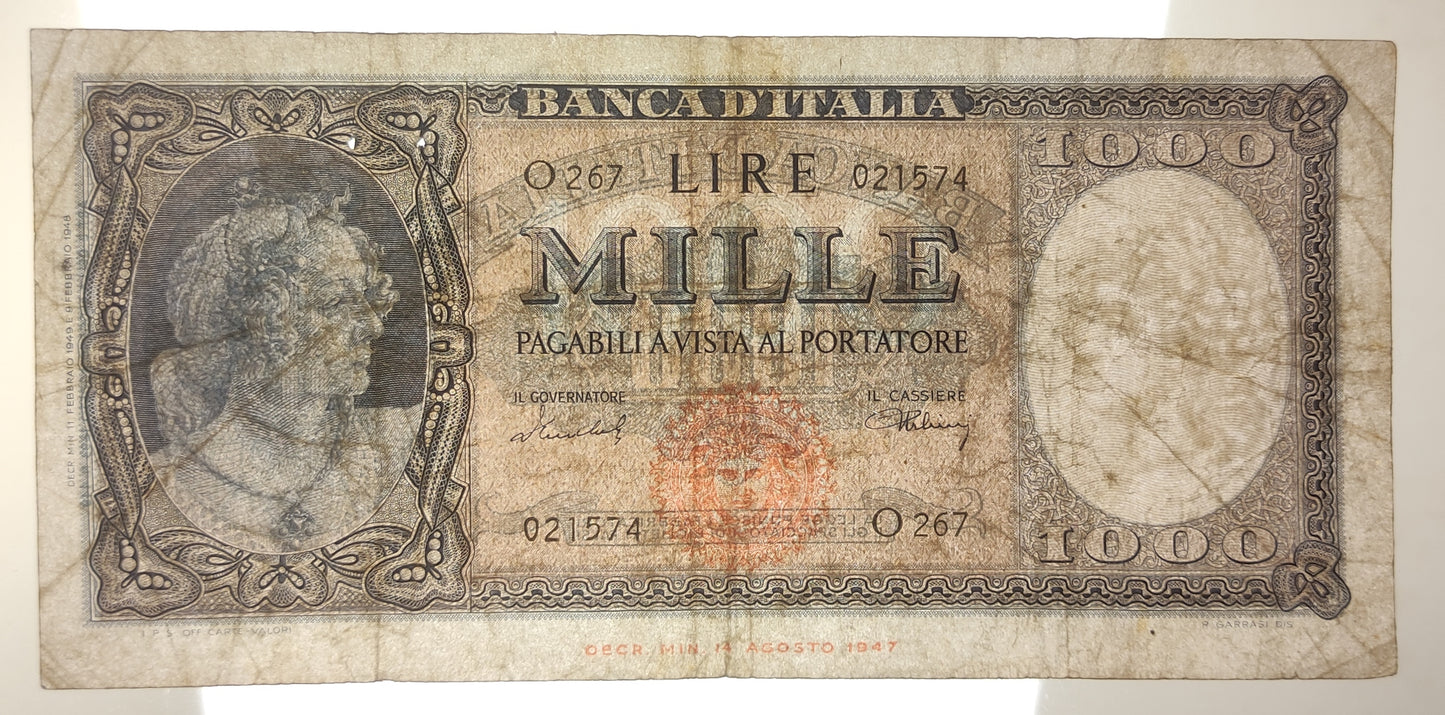 BANCA D'ITALIA
1000
O 267 LIRE 021574
MILLE
PAGABILI A VISTA AL PORTATORE
IL GOVERNATORE IL CASSIERE
021574 O 267
1000
DECR. MIN. 11 FEBBRAIO 1949 E 9 FEBBRAIO 1948
I. P. S. OFF. CARTE-VALORI
R. GARRASI DIS.
DECR. MIN. 14 AGOSTO 1947